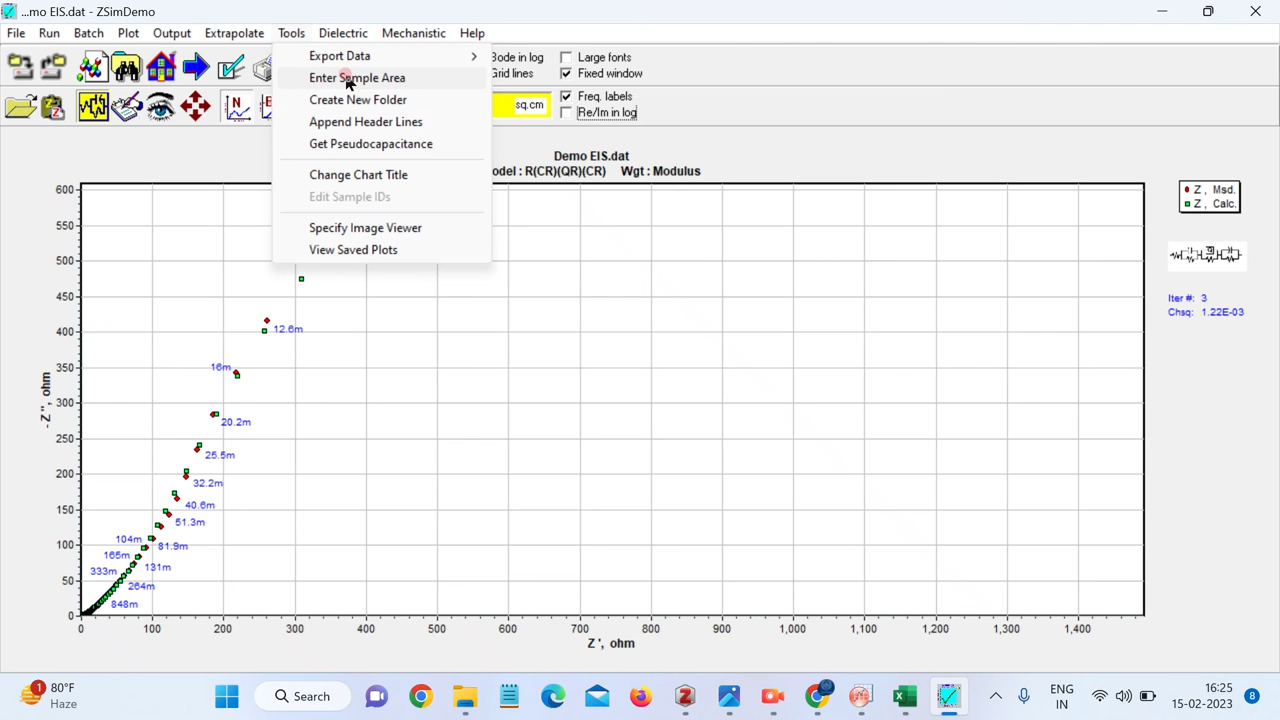 ...mo EIS.dat - ZSimDemo
File Run Batch Plot Output Extrapolate Tools Dielectric Mechanistic Help
Export Data
Enter Sample Area
Create New Folder
Append Header Lines
Get Pseudocapacitance
Change Chart Title
Edit Sample IDs
Specify Image Viewer
View Saved Plots
Bode in log
Large fonts
Grid lines
Fixed window
sq.cm
Freq. labels
Re/Im in log
N
Demo EIS.dat
odel : R(CR)(QR)(CR) Wgt : Modulus
Z , Msd.
Z , Calc.
Iter #: 3
Chsq: 1.22E-03
- Z '', ohm
600
550
500
450
400
350
300
250
200
150
100
50
0
12.6m
16m
20.2m
25.5m
32.2m
40.6m
51.3m
104m
81.9m
165m
131m
333m
264m
848m
0 100 200 300 400 500 600 700 800 900 1,000 1,100 1,200 1,300 1,400
Z ', ohm
1
80°F
Haze
Search
ENG
IN
16:25
15-02-2023
8